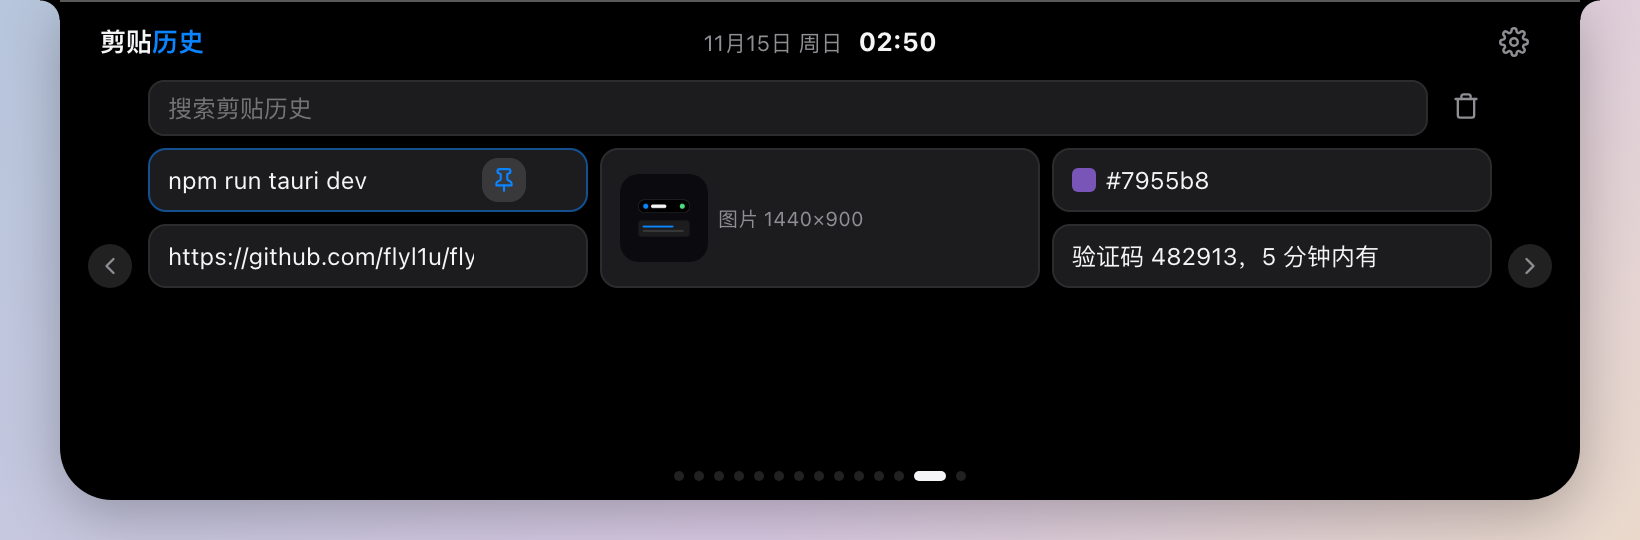 剪贴历史
11月15日 周日 02:50
搜索剪贴历史
npm run tauri dev
图片 1440×900
#7955b8
https://github.com/flyl1u/fly
验证码 482913，5 分钟内有